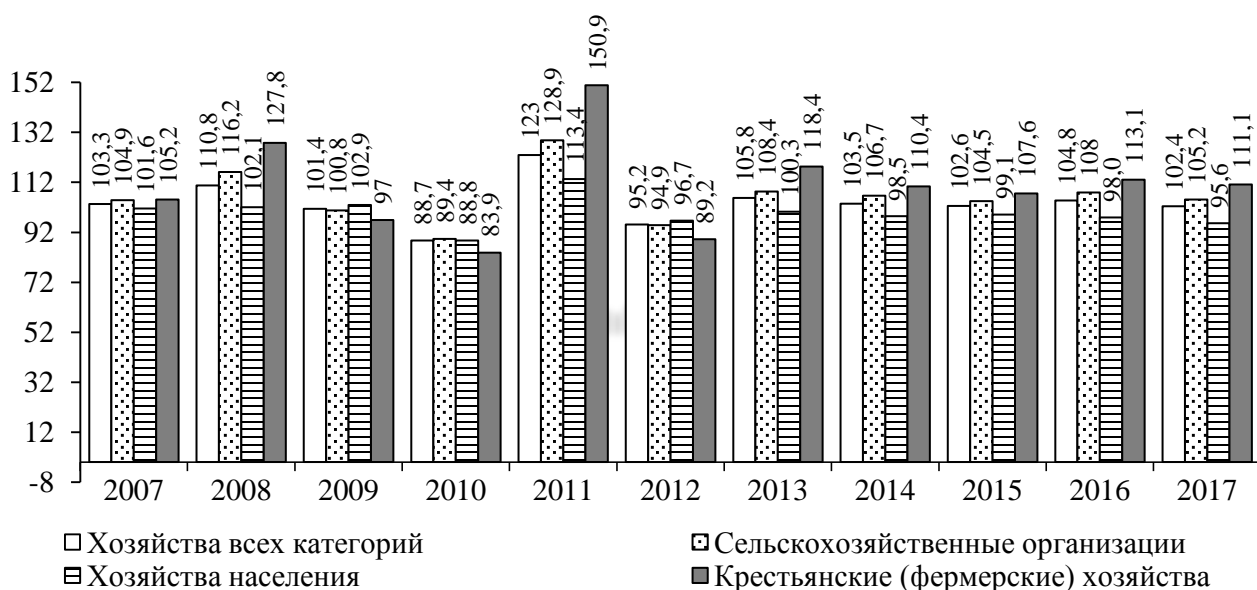 152
132
112
92
72
52
32
12
-8
103,3 104,9 101,6 105,2
110,8 116,2 102,1 127,8
101,4 100,8 102,9 97
88,7 89,4 88,8 83,9
123 128,9 113,4 150,9
95,2 94,9 96,7 89,2
105,8 108,4 100,3 118,4
103,5 106,7 98,5 110,4
102,6 104,5 99,1 107,6
104,8 108 98,0 113,1
102,4 105,2 95,6 111,1
2007 2008 2009 2010 2011 2012 2013 2014 2015 2016 2017
Хозяйства всех категорий Сельскохозяйственные организации
Хозяйства населения Крестьянские (фермерские) хозяйства